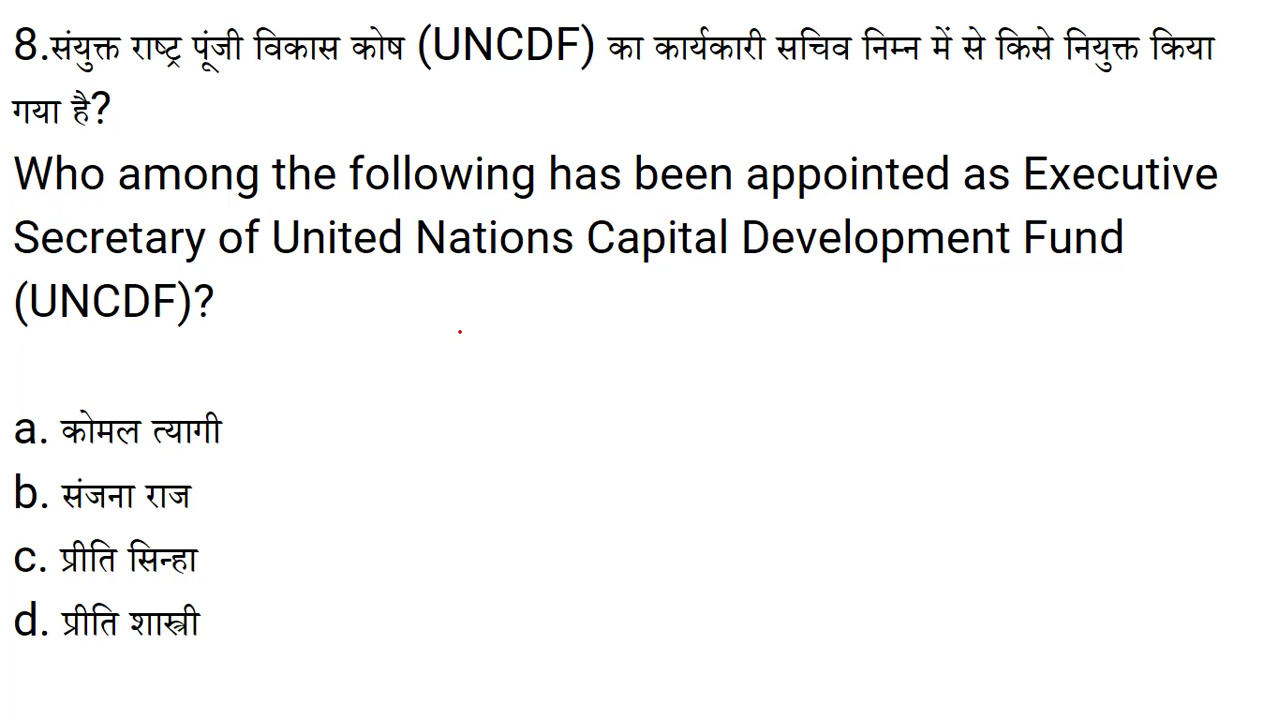 8.संयुक्त राष्ट्र पूंजी विकास कोष (UNCDF) का कार्यकारी सचिव निम्न में से किसे नियुक्त किया
गया है?
Who among the following has been appointed as Executive
Secretary of United Nations Capital Development Fund
(UNCDF)?
a. कोमल त्यागी
b. संजना राज
c. प्रीति सिन्हा
d. प्रीति शास्त्री